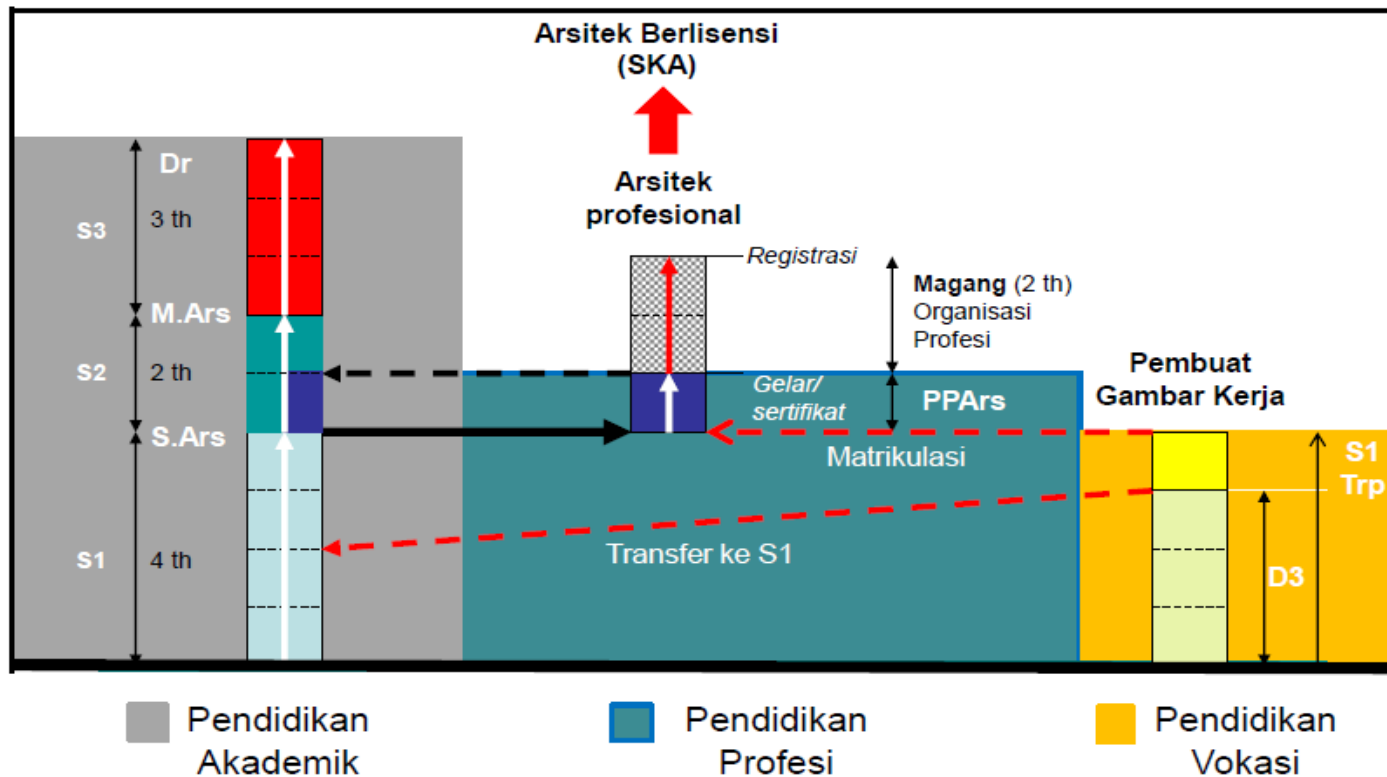 Arsitek Berlisensi
(SKA)
Arsitek
profesional
Dr
3 th
S3
M.Ars
S2
2 th
S.Ars
S1
4 th
Registrasi
Magang (2 th)
Organisasi
Profesi
Gelar/
sertifikat
PPArs
Matrikulasi
Transfer ke S1
Pembuat
Gambar Kerja
S1
Trp
D3
Pendidikan
Akademik
Pendidikan
Profesi
Pendidikan
Vokasi